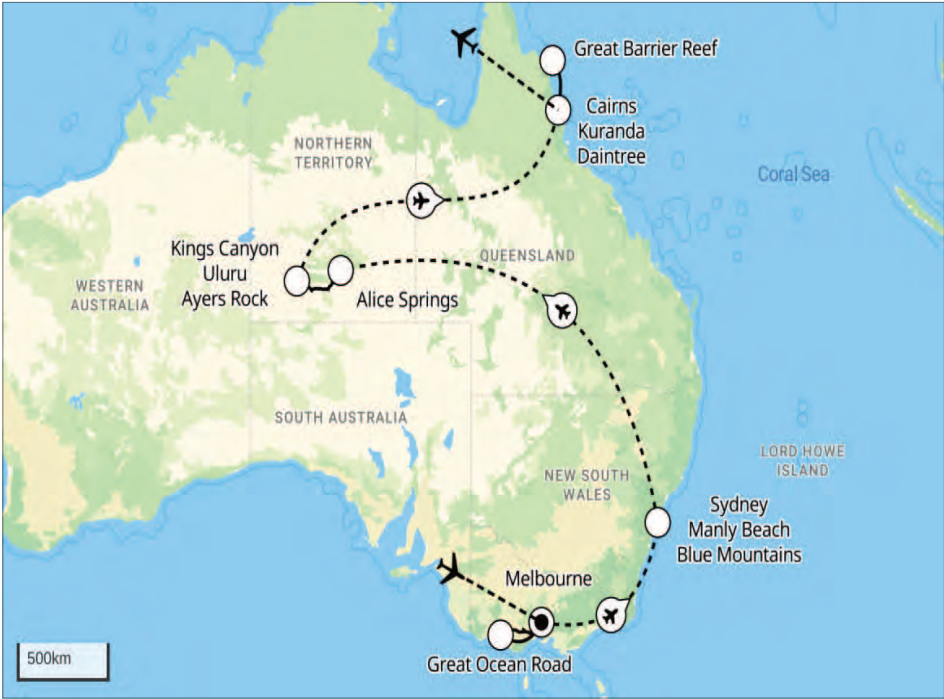 Great Barrier Reef
Cairns
Kuranda
Daintree
NORTHERN
TERRITORY
Coral Sea
Kings Canyon
Uluru
Ayers Rock
QUEENSLAND
WESTERN
AUSTRALIA
Alice Springs
SOUTH AUSTRALIA
LORD HOWE
ISLAND
NEW SOUTH
WALES
Sydney
Manly Beach
Blue Mountains
Melbourne
Great Ocean Road
500km